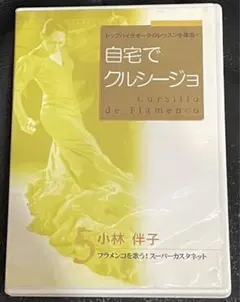 トップバイラオーラのレッスンを体感!
自宅で
クルシージョ
Cursillo
de Flamenco
5 小林 伴子
フラメンコを歌う!スーパーカスタネット